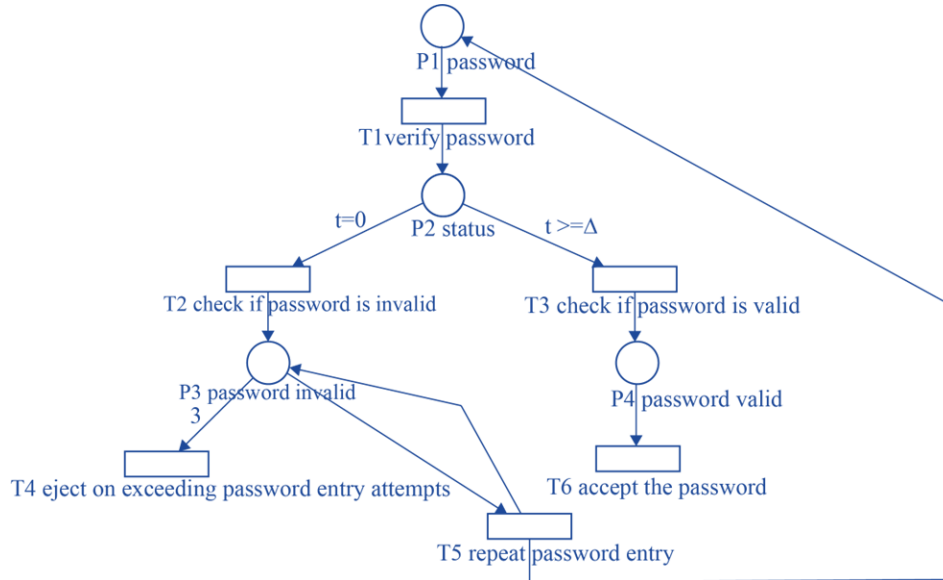 P1 password
T1verify password
t=0
t >=Δ
P2 status
T2 check if password is invalid
T3 check if password is valid
P3 password invalid
P4 password valid
3
T4 eject on exceeding password entry attempts
T6 accept the password
T5 repeat password entry